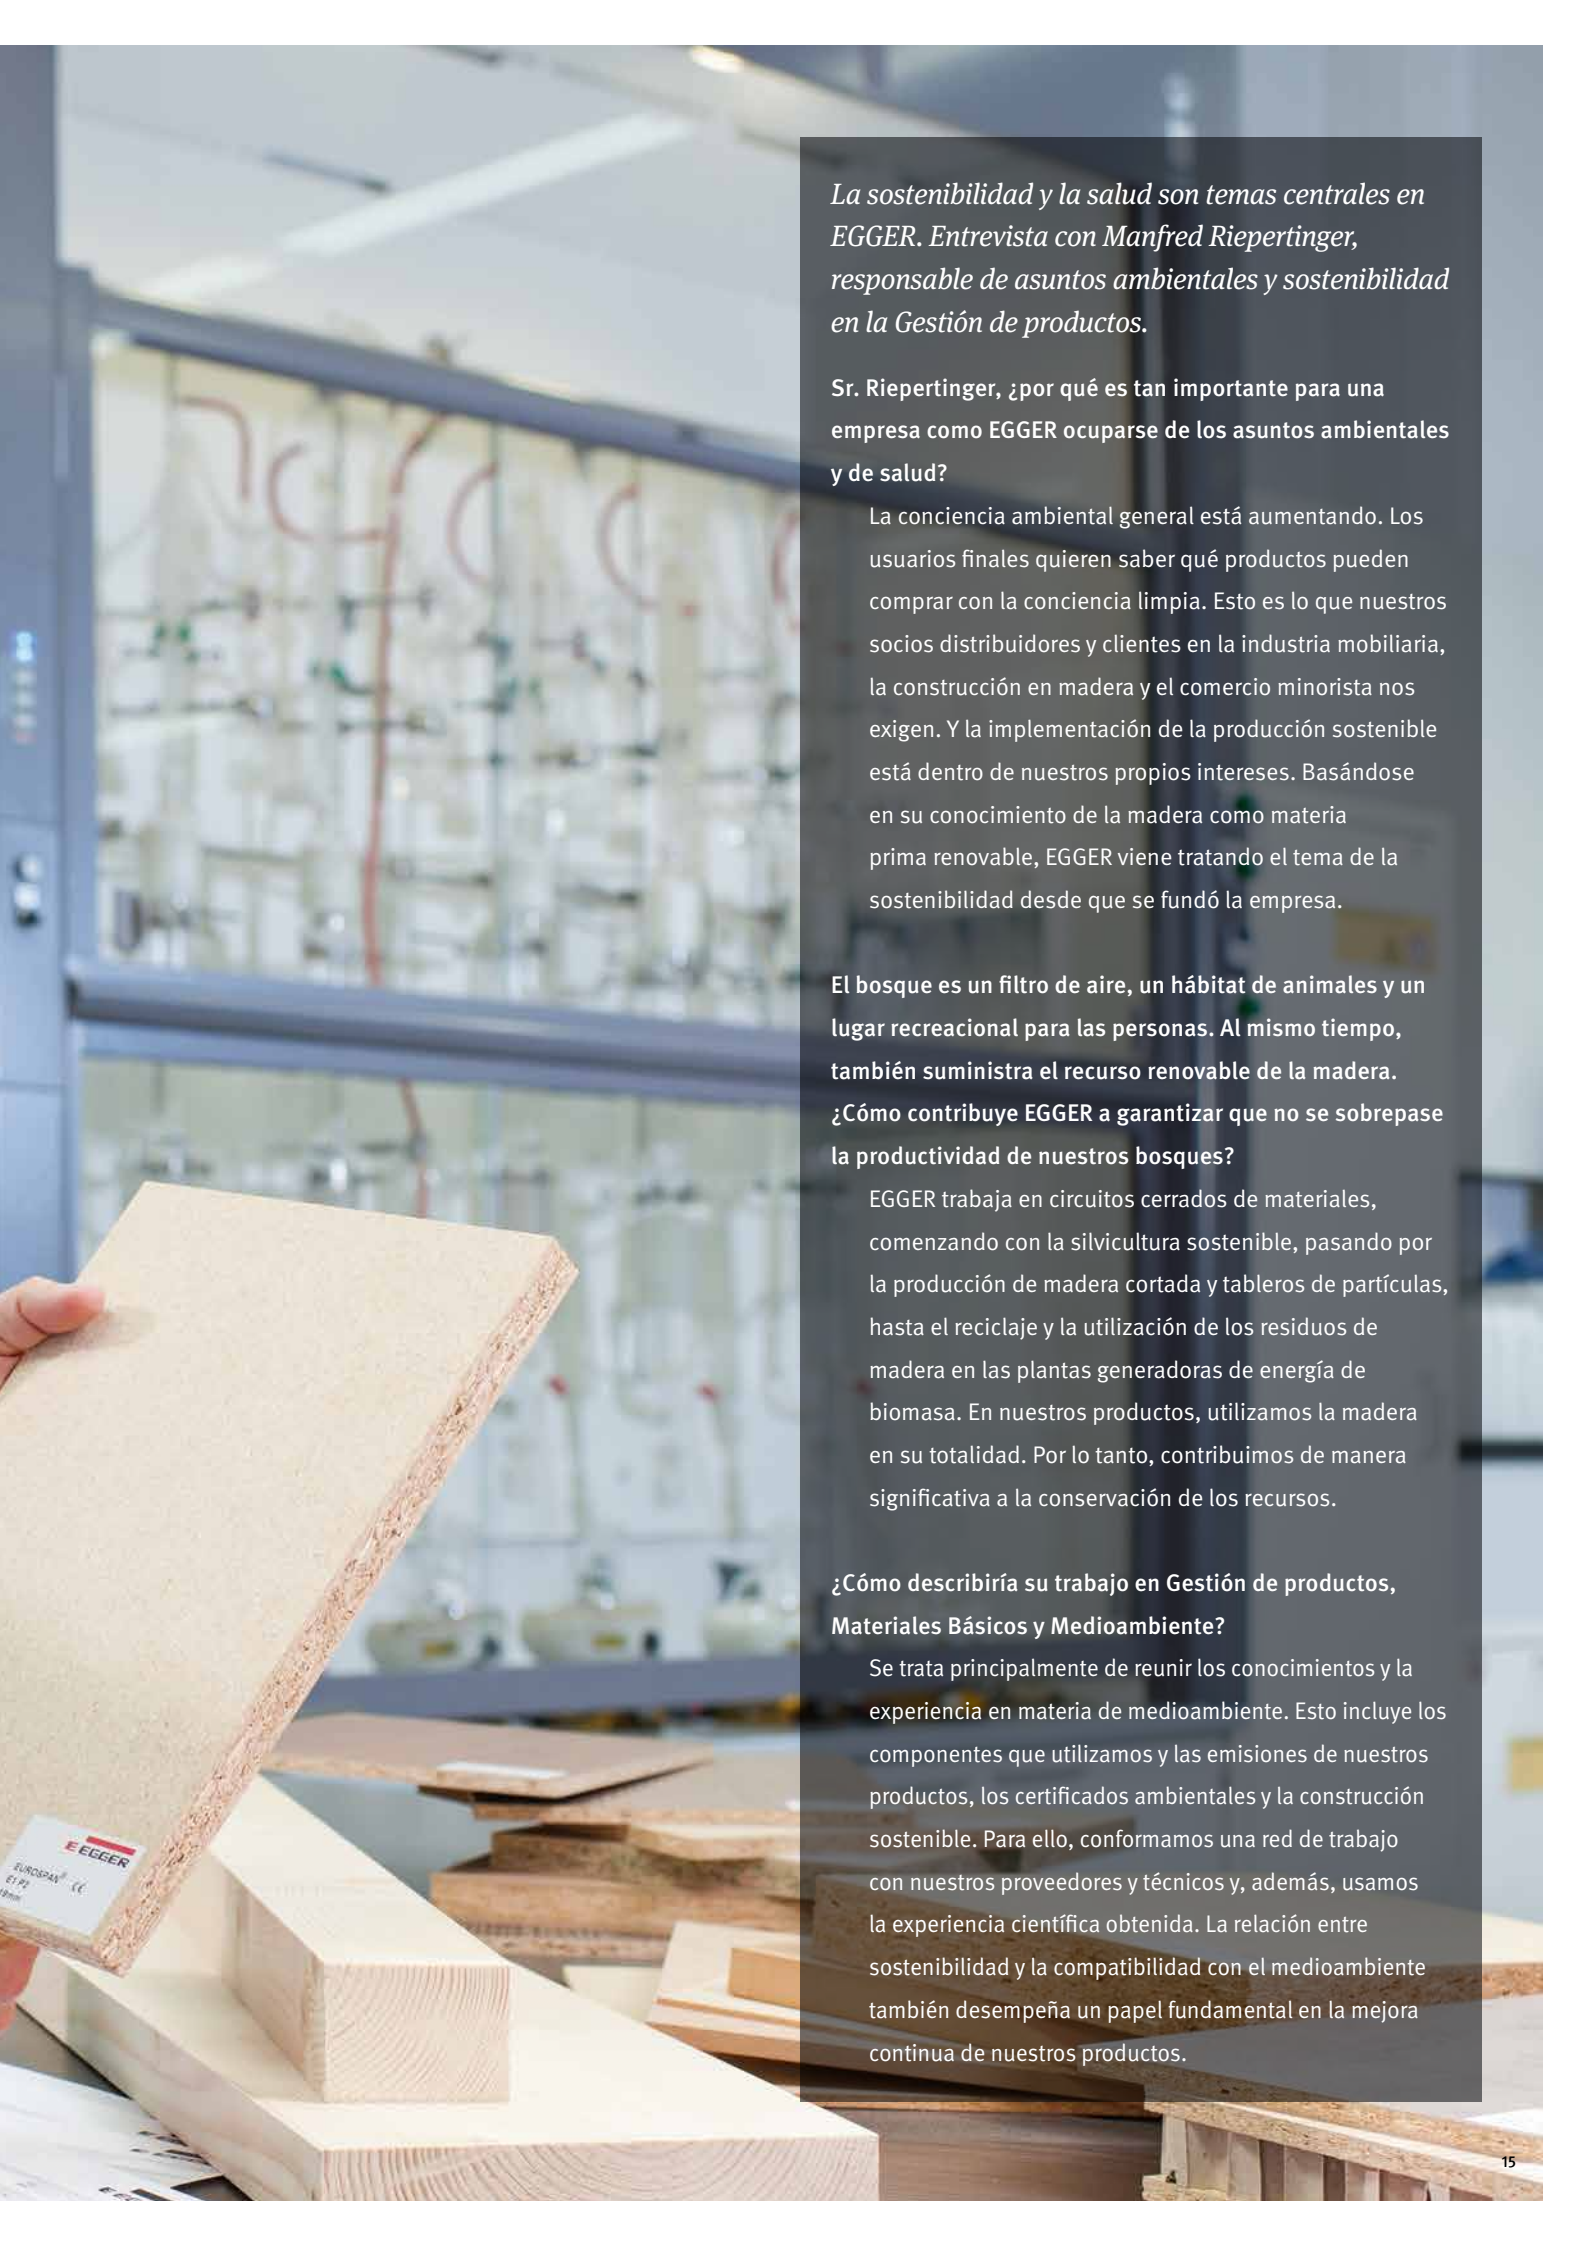 La sostenibilidad y la salud son temas centrales en
EGGER. Entrevista con Manfred Riepertinger,
responsable de asuntos ambientales y sostenibilidad
en la Gestión de productos.
Sr. Riepertinger, ¿por qué es tan importante para una
empresa como EGGER ocuparse de los asuntos ambientales
y de salud?
La conciencia ambiental general está aumentando. Los
usuarios finales quieren saber qué productos pueden
comprar con la conciencia limpia. Esto es lo que nuestros
socios distribuidores y clientes en la industria mobiliaria,
la construcción en madera y el comercio minorista nos
exigen. Y la implementación de la producción sostenible
está dentro de nuestros propios intereses. Basándose
en su conocimiento de la madera como materia
prima renovable, EGGER viene tratando el tema de la
sostenibilidad desde que se fundó la empresa.
El bosque es un filtro de aire, un hábitat de animales y un
lugar recreacional para las personas. Al mismo tiempo,
también suministra el recurso renovable de la madera.
¿Cómo contribuye EGGER a garantizar que no se sobrepase
la productividad de nuestros bosques?
EGGER trabaja en circuitos cerrados de materiales,
comenzando con la silvicultura sostenible, pasando por
la producción de madera cortada y tableros de partículas,
hasta el reciclaje y la utilización de los residuos de
madera en las plantas generadoras de energía de
biomasa. En nuestros productos, utilizamos la madera
en su totalidad. Por lo tanto, contribuimos de manera
significativa a la conservación de los recursos.
¿Cómo describiría su trabajo en Gestión de productos,
Materiales Básicos y Medioambiente?
Se trata principalmente de reunir los conocimientos y la
experiencia en materia de medioambiente. Esto incluye los
componentes que utilizamos y las emisiones de nuestros
productos, los certificados ambientales y la construcción
sostenible. Para ello, conformamos una red de trabajo
con nuestros proveedores y técnicos y, además, usamos
la experiencia científica obtenida. La relación entre
sostenibilidad y la compatibilidad con el medioambiente
también desempeña un papel fundamental en la mejora
continua de nuestros productos.
E EGGER
EUROSPAN® CE
E1 P2
15